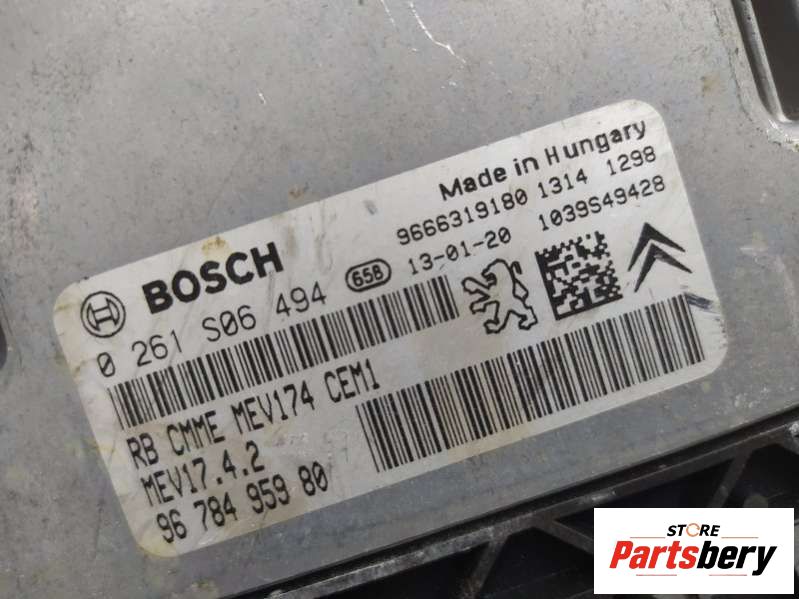 Made in Hungary
9666319180 1314 1298
BOSCH
658
13-01-20 1039S49428
0 261 S06 494
RB CMME MEV174 CEM1
MEV17.4.2
96 784 959 80
STORE
Partsbery